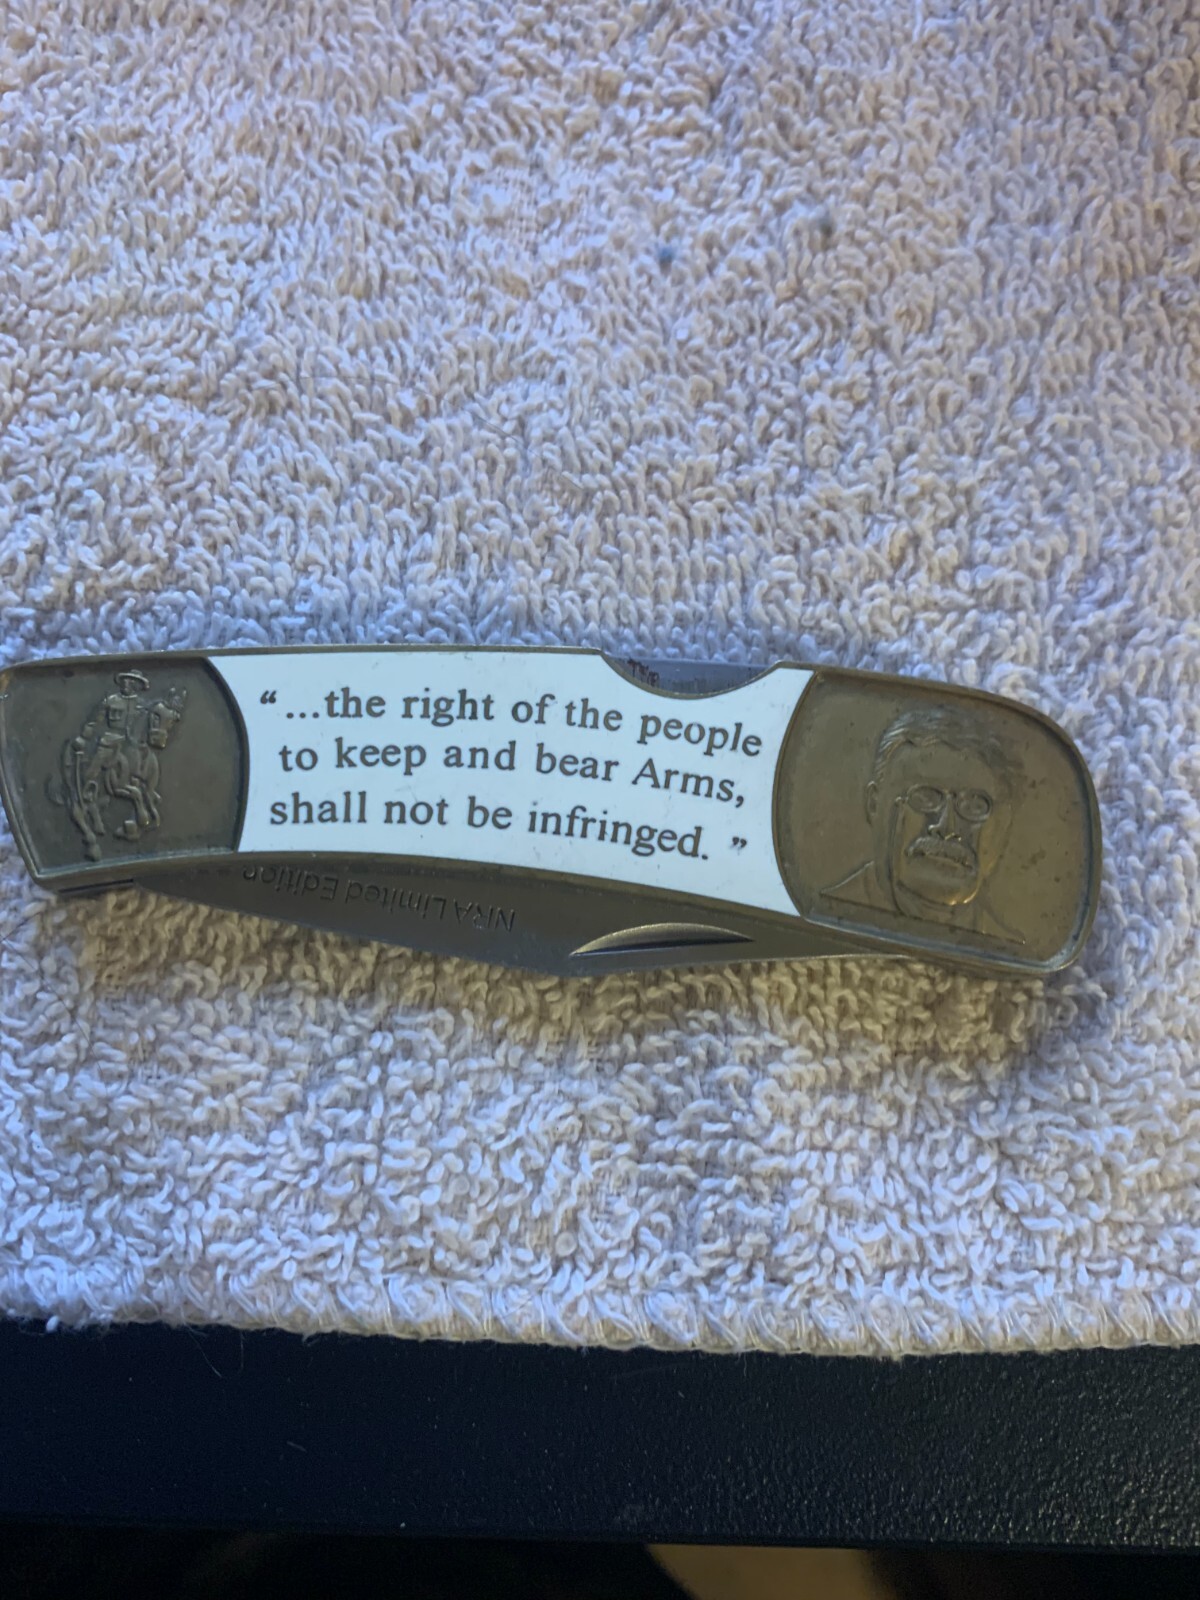 “ ...the right of the people
to keep and bear Arms,
shall not be infringed. ”
NRA Limited Edition